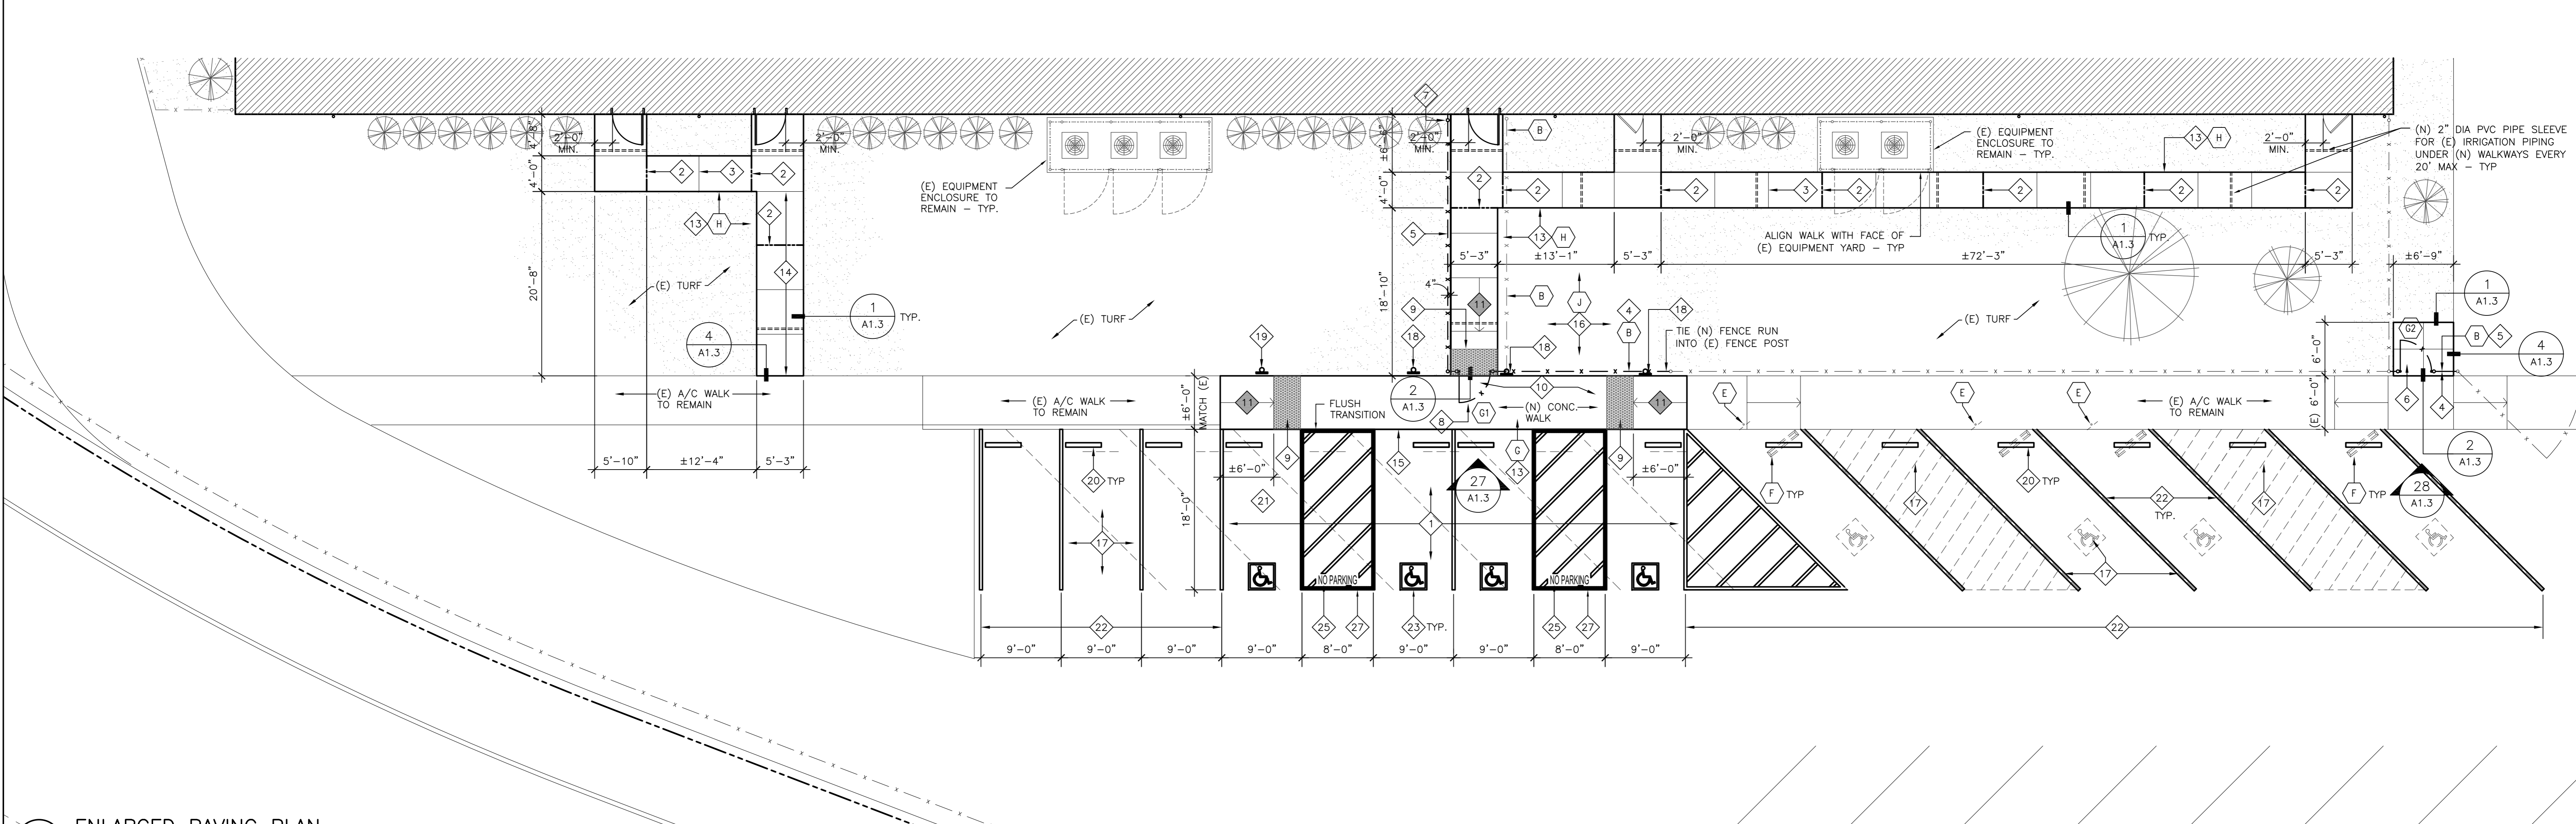 7
B
2'-0"
MIN.
2'-0"
MIN.
2'-0"
MIN.
2'-0"
MIN.
2'-0"
MIN.
4'-8"
4'-0"
20'-8"
±6'-6"
4'-0"
18'-10"
(E) EQUIPMENT
ENCLOSURE TO
REMAIN – TYP.
13
H
(N) 2" DIA PVC PIPE SLEEVE
FOR (E) IRRIGATION PIPING
UNDER (N) WALKWAYS EVERY
20' MAX – TYP
2
3
2
2
2
2
3
2
2
2
2
(E) EQUIPMENT
ENCLOSURE TO
REMAIN – TYP.
13
H
2
5
13
H
ALIGN WALK WITH FACE OF
(E) EQUIPMENT YARD – TYP
1
A1.3
TYP.
5'-3"
±13'-1"
5'-3"
±72'-3"
5'-3"
±6'-9"
14
(E) TURF
4"
11
B
J
16
4
B
18
1
A1.3
TYP.
(E) TURF
9
18
18
19
TIE (N) FENCE RUN
INTO (E) FENCE POST
(E) TURF
1
A1.3
G2
B
5
4
A1.3
4
A1.3
6'-0"
(E) 6'-0"
(E) A/C WALK
TO REMAIN
(E) A/C WALK
TO REMAIN
±6'-0"
MATCH (E)
11
FLUSH
TRANSITION
2
A1.3
10
8
G1
(N) CONC.
WALK
11
E
E
E
(E) A/C WALK
TO REMAIN
6
4
5'-10"
±12'-4"
5'-3"
20
TYP
±6'-0"
9
15
27
A1.3
G
13
9
±6'-0"
F
TYP
17
20
TYP
22
TYP.
17
F
TYP
28
A1.3
2
A1.3
18'-0"
21
1
17
17
NO PARKING
NO PARKING
22
25
27
23
TYP.
25
27
22
9'-0"
9'-0"
9'-0"
9'-0"
8'-0"
9'-0"
9'-0"
8'-0"
9'-0"
ENLARGED PAVING PLAN